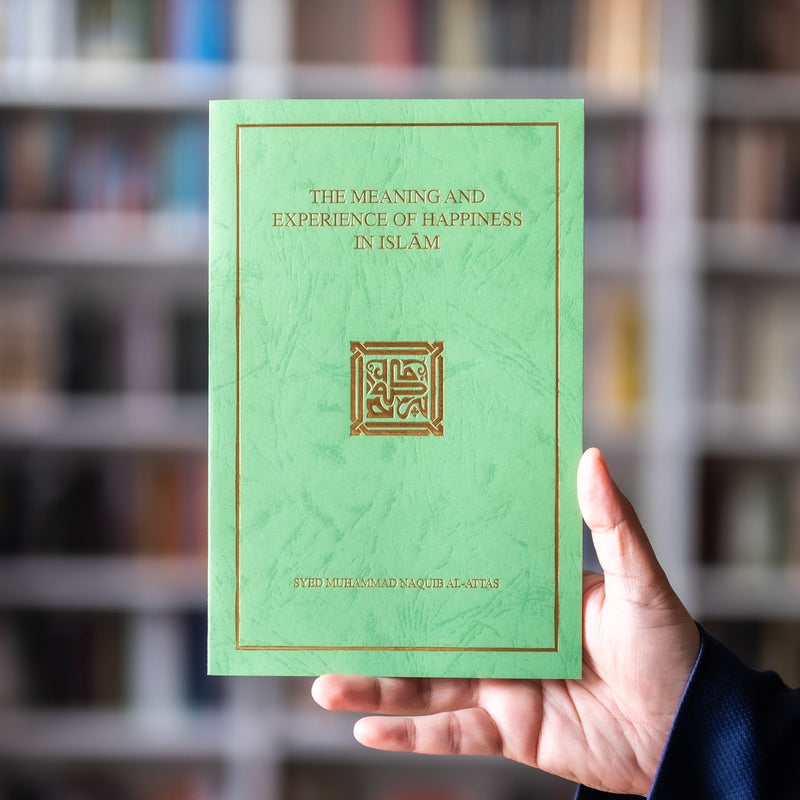 THE MEANING AND
EXPERIENCE OF HAPPINESS
IN ISLĀM
SYED MUHAMMAD NAQUIB AL-ATTAS